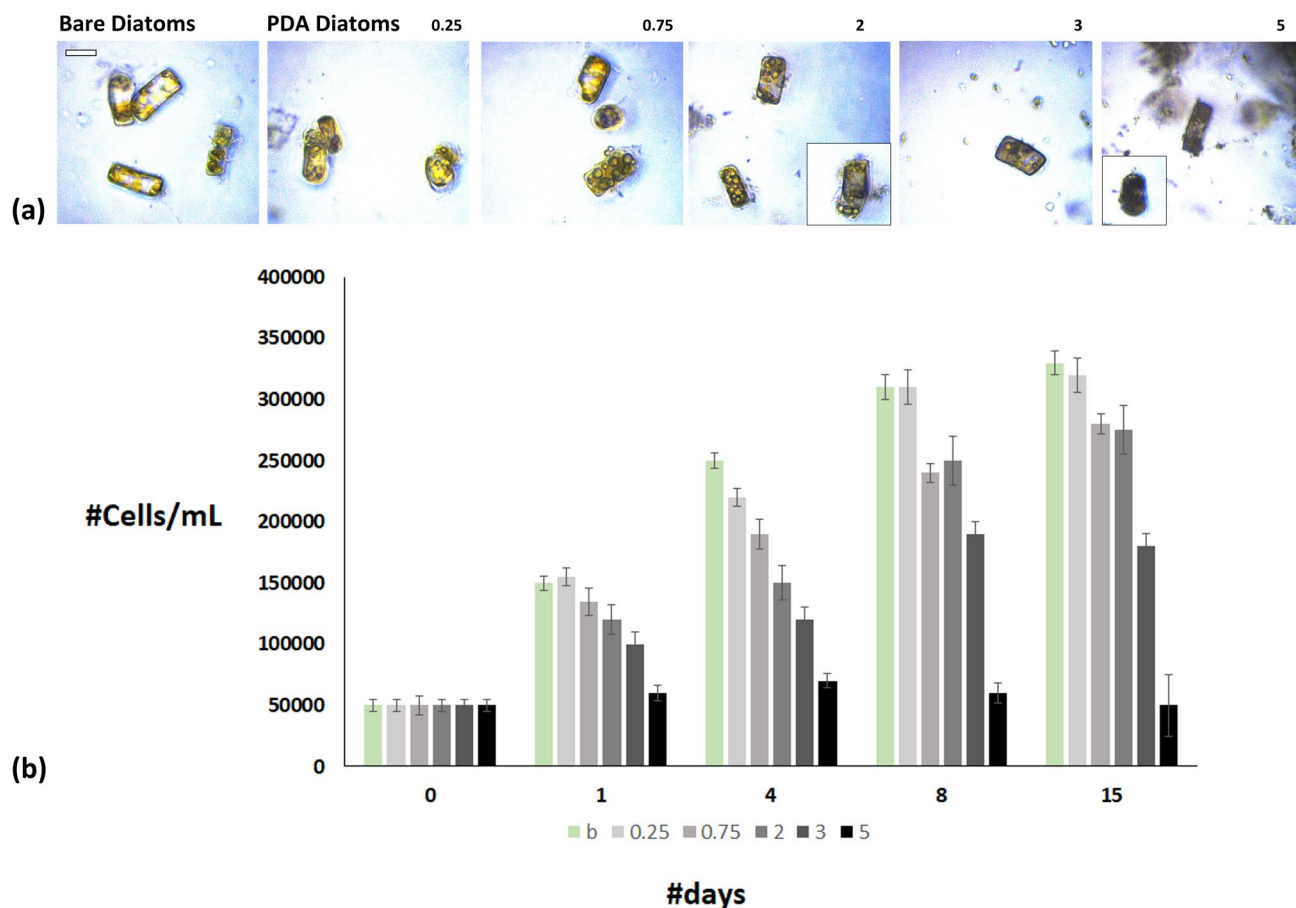 Bare Diatoms PDA Diatoms 0.25 0.75 2 3 5
(a)
400000
350000
300000
250000
200000
150000
100000
50000
0
#Cells/mL
(b)
0 1 4 8 15
b 0.25 0.75 2 3 5
#days